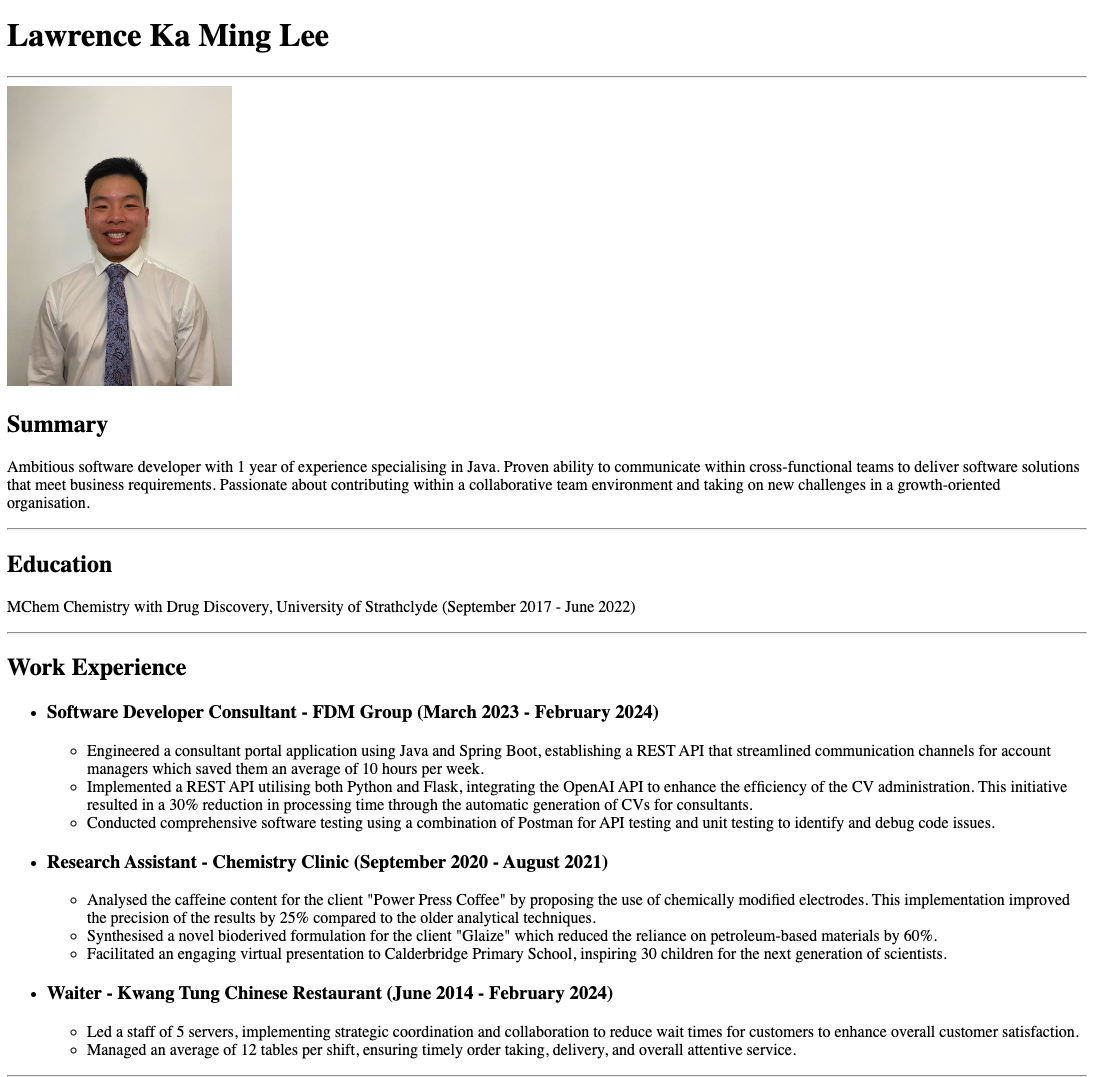 Lawrence Ka Ming Lee
Summary
Ambitious software developer with 1 year of experience specialising in Java. Proven ability to communicate within cross-functional teams to deliver software solutions
that meet business requirements. Passionate about contributing within a collaborative team environment and taking on new challenges in a growth-oriented
organisation.
Education
MChem Chemistry with Drug Discovery, University of Strathclyde (September 2017 - June 2022)
Work Experience
• Software Developer Consultant - FDM Group (March 2023 - February 2024)
◦ Engineered a consultant portal application using Java and Spring Boot, establishing a REST API that streamlined communication channels for account
managers which saved them an average of 10 hours per week.
◦ Implemented a REST API utilising both Python and Flask, integrating the OpenAI API to enhance the efficiency of the CV administration. This initiative
resulted in a 30% reduction in processing time through the automatic generation of CVs for consultants.
◦ Conducted comprehensive software testing using a combination of Postman for API testing and unit testing to identify and debug code issues.
• Research Assistant - Chemistry Clinic (September 2020 - August 2021)
◦ Analysed the caffeine content for the client "Power Press Coffee" by proposing the use of chemically modified electrodes. This implementation improved
the precision of the results by 25% compared to the older analytical techniques.
◦ Synthesised a novel bioderived formulation for the client "Glaize" which reduced the reliance on petroleum-based materials by 60%.
◦ Facilitated an engaging virtual presentation to Calderbridge Primary School, inspiring 30 children for the next generation of scientists.
• Waiter - Kwang Tung Chinese Restaurant (June 2014 - February 2024)
◦ Led a staff of 5 servers, implementing strategic coordination and collaboration to reduce wait times for customers to enhance overall customer satisfaction.
◦ Managed an average of 12 tables per shift, ensuring timely order taking, delivery, and overall attentive service.